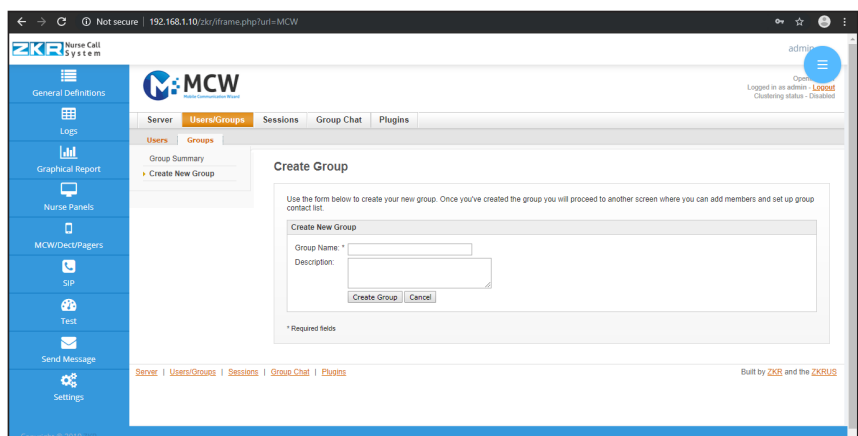 Not secure | 192.168.1.10/zkr/iframe.php?url=MCW
ZKR Nurse Call
System
admin
General Definitions
Logs
Graphical Report
Nurse Panels
MCW/Dect/Pagers
SIP
Test
Send Message
Settings
MCW
Mobile Communication Wizard
Open
Logged in as admin - Logout
Clustering status - Disabled
Server Users/Groups Sessions Group Chat Plugins
Users Groups
Group Summary
Create New Group
Create Group
Use the form below to create your new group. Once you've created the group you will proceed to another screen where you can add members and set up group
contact list.
Create New Group
Group Name: *
Description:
Create Group Cancel
* Required fields
Server | Users/Groups | Sessions | Group Chat | Plugins
Built by ZKR and the ZKRUS